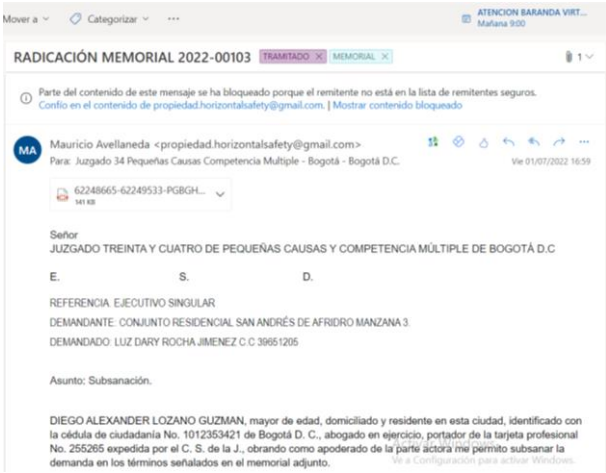 Mover a
Categorizar
...
ATENCION BARANDA VIRT...
Mañana 9:00
RADICACIÓN MEMORIAL 2022-00103 TRAMITADO × MEMORIAL × 1
Parte del contenido de este mensaje se ha bloqueado porque el remitente no está en la lista de remitentes seguros.
Confío en el contenido de propiedad.horizontalsafety@gmail.com. | Mostrar contenido bloqueado
MA
Mauricio Avellaneda <propiedad.horizontalsafety@gmail.com>
Para: Juzgado 34 Pequeñas Causas Competencia Multiple - Bogotá - Bogotá D.C.
Vie 01/07/2022 16:59
62248665-62249533-PGBGH...
141 KB
Señor
JUZGADO TREINTA Y CUATRO DE PEQUEÑAS CAUSAS Y COMPETENCIA MÚLTIPLE DE BOGOTÁ D.C
E. S. D.
REFERENCIA: EJECUTIVO SINGULAR
DEMANDANTE: CONJUNTO RESIDENCIAL SAN ANDRÉS DE AFRIDRO MANZANA 3.
DEMANDADO: LUZ DARY ROCHA JIMENEZ C.C 39651205
Asunto: Subsanación.
DIEGO ALEXANDER LOZANO GUZMAN, mayor de edad, domiciliado y residente en esta ciudad, identificado con
la cédula de ciudadanía No. 1012353421 de Bogotá D. C., abogado en ejercicio, portador de la tarjeta profesional
No. 255265 expedida por el C. S. de la J., obrando como apoderado de la parte actora me permito subsanar la
demanda en los términos señalados en el memorial adjunto.
Activar Windows
Ve a Configuración para activar Windows.